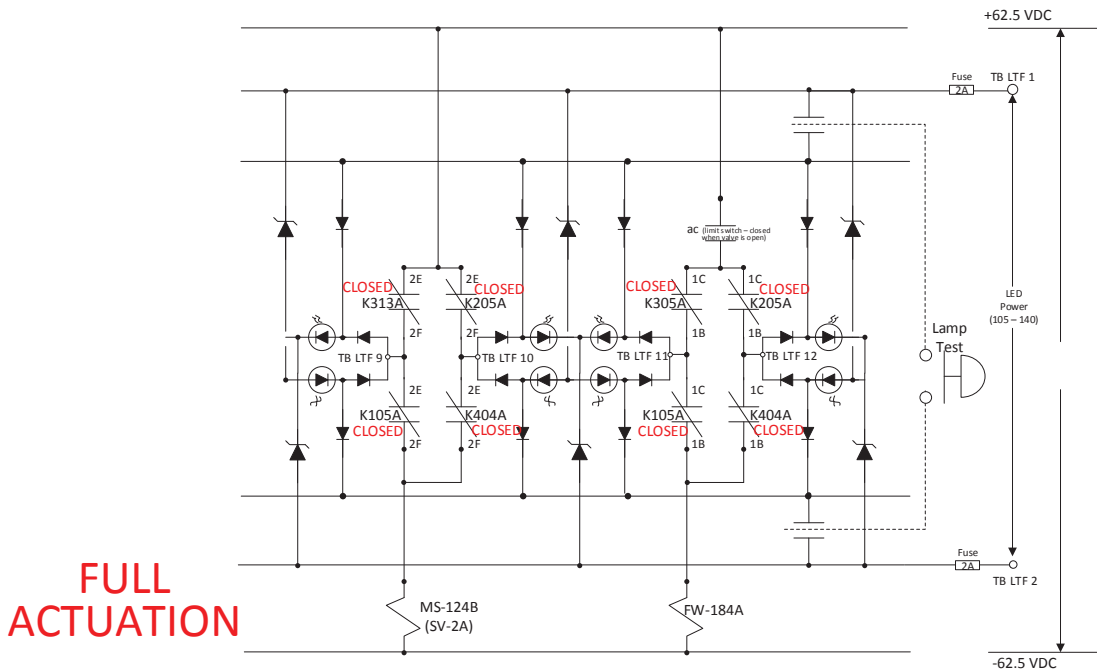 +62.5 VDC
Fuse
2A
TB LTF 1
ac (limit switch – closed
when valve is open)
2E
2E
1C
1C
CLOSED
CLOSED
CLOSED
CLOSED
K313A
K205A
K305A
K205A
2F
2F
1B
1B
LED
Power
(105 – 140)
Lamp
Test
TB LTF 9
TB LTF 10
TB LTF 11
TB LTF 12
2E
2E
1C
1C
K105A
K404A
K105A
K404A
CLOSED
CLOSED
CLOSED
CLOSED
2F
2F
1B
1B
Fuse
2A
TB LTF 2
FULL
ACTUATION
MS-124B
(SV-2A)
FW-184A
-62.5 VDC